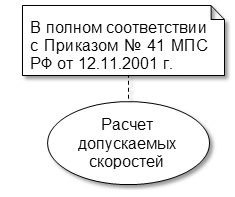 В полном соответствии
с Приказом № 41 МПС
РФ от 12.11.2001 г.
Расчет
допускаемых
скоростей